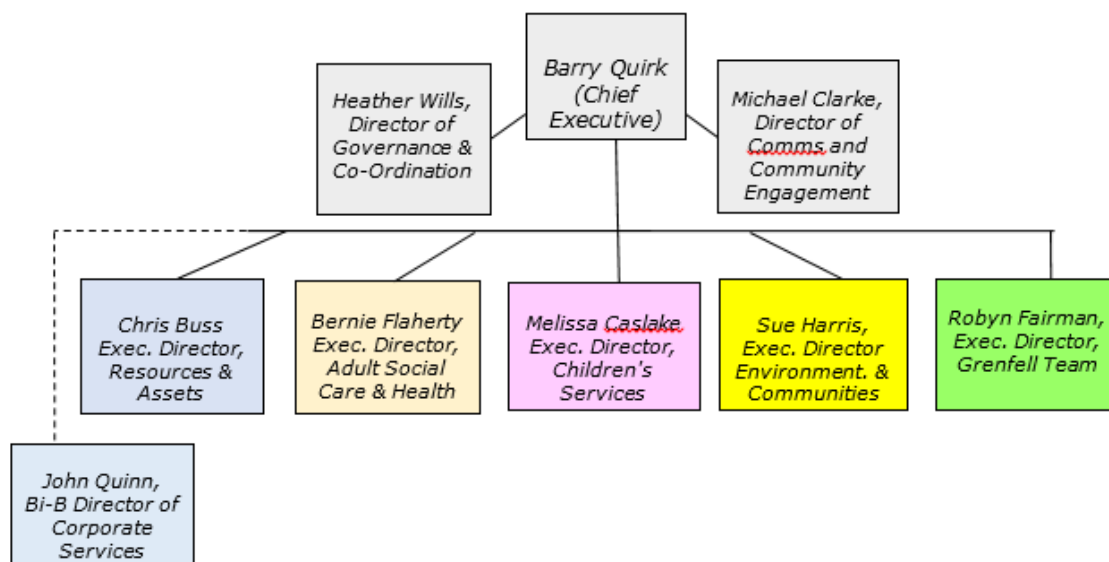 Barry Quirk
(Chief
Executive)
Heather Wills,
Director of
Governance &
Co-Ordination
Michael Clarke,
Director of
Comms and
Community
Engagement
Chris Buss
Exec. Director,
Resources &
Assets
Bernie Flaherty
Exec. Director,
Adult Social
Care & Health
Melissa Caslake
Exec. Director,
Children's
Services
Sue Harris,
Exec. Director
Environment. &
Communities
Robyn Fairman,
Exec. Director,
Grenfell Team
John Quinn,
Bi-B Director of
Corporate
Services